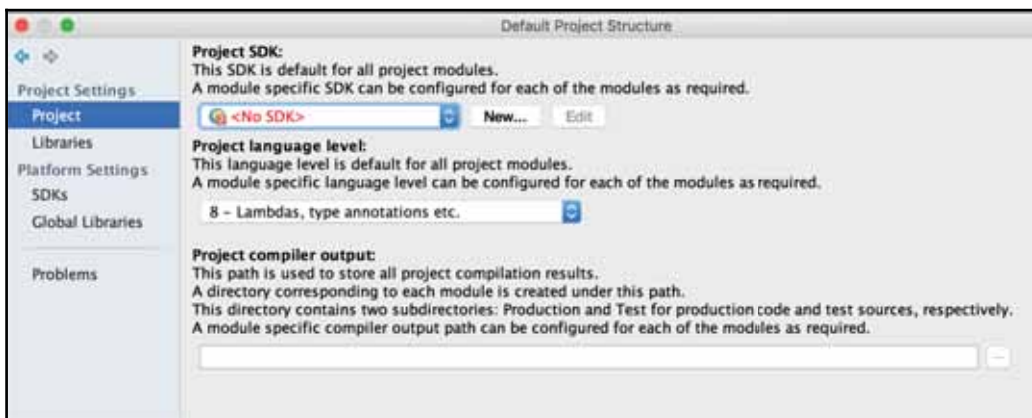 Default Project Structure
Project Settings
Project
Libraries
Platform Settings
SDKs
Global Libraries
Problems
Project SDK:
This SDK is default for all project modules.
A module specific SDK can be configured for each of the modules as required.
<No SDK>
New...
Edit
Project language level:
This language level is default for all project modules.
A module specific language level can be configured for each of the modules as required.
8 – Lambdas, type annotations etc.
Project compiler output:
This path is used to store all project compilation results.
A directory corresponding to each module is created under this path.
This directory contains two subdirectories: Production and Test for production code and test sources, respectively.
A module specific compiler output path can be configured for each of the modules as required.